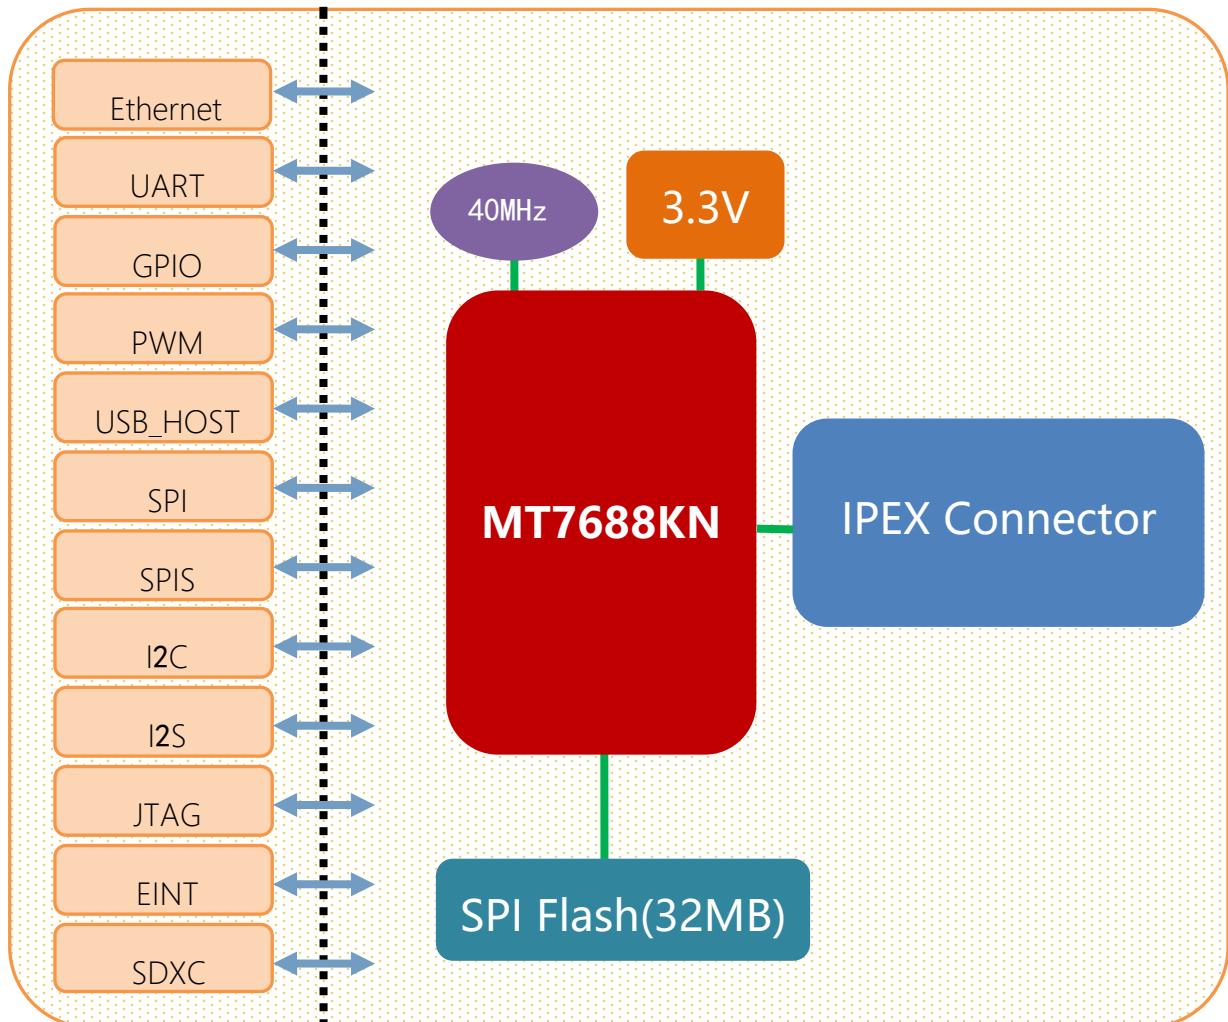 Ethernet
UART
GPIO
PWM
USB_HOST
SPI
SPIS
I2C
I2S
JTAG
EINT
SDXC
40MHz
3.3V
MT7688KN
IPEX Connector
SPI Flash(32MB)